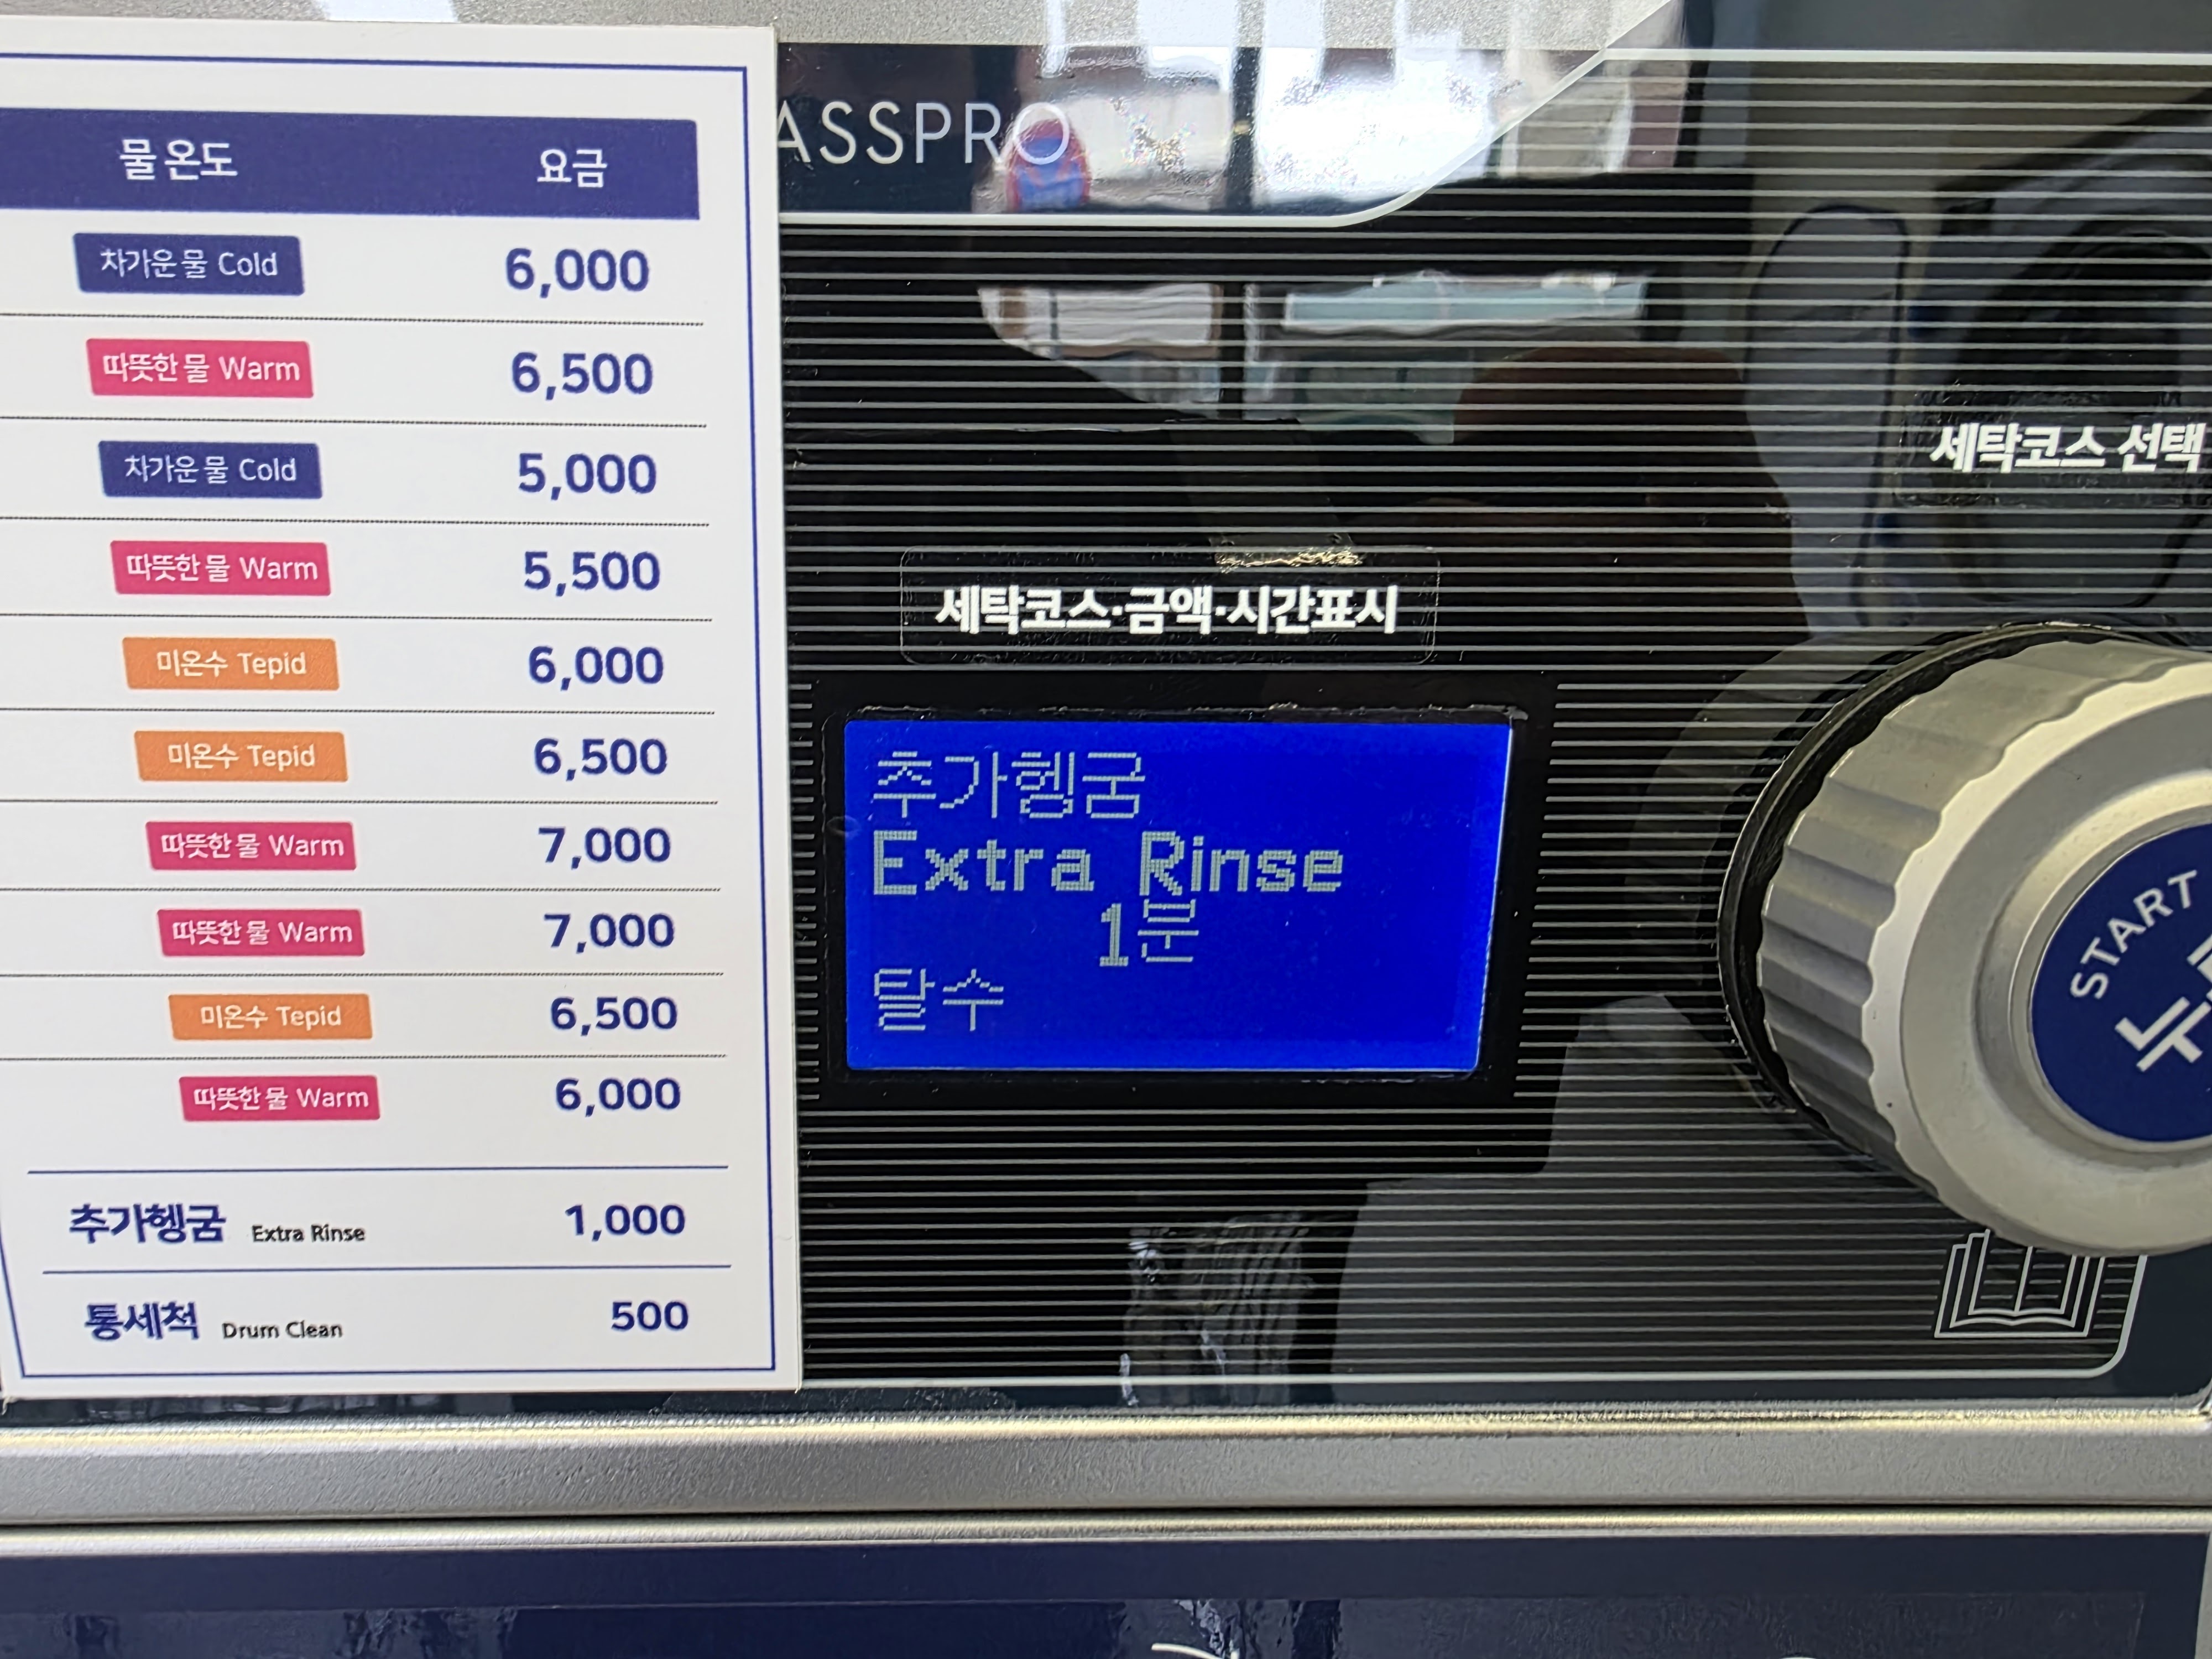 물 온도 요금
차가운 물 Cold 6,000
따뜻한 물 Warm 6,500
차가운 물 Cold 5,000
따뜻한 물 Warm 5,500
미온수 Tepid 6,000
미온수 Tepid 6,500
따뜻한 물 Warm 7,000
따뜻한 물 Warm 7,000
미온수 Tepid 6,500
따뜻한 물 Warm 6,000
추가헹굼 Extra Rinse 1,000
통세척 Drum Clean 500
ASSPRO
세탁코스·금액·시간표시
추가헹굼
Extra Rinse
1분
탈수
세탁코스 선택
START